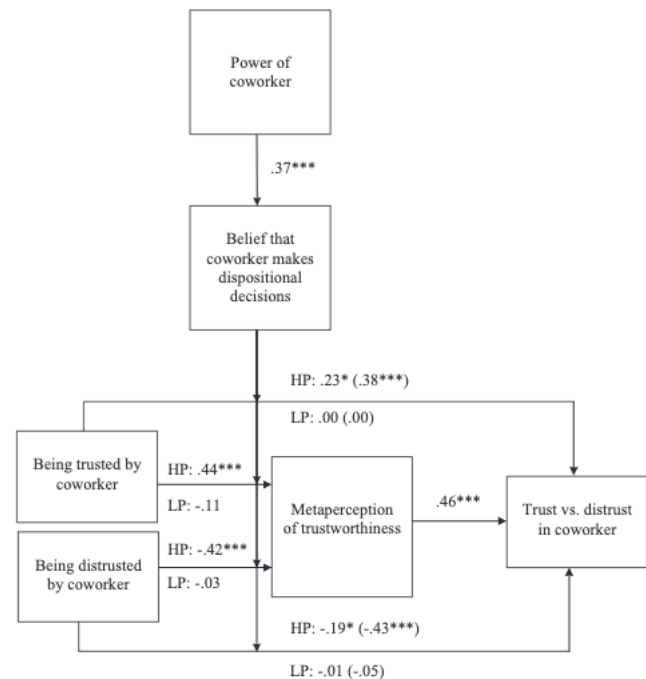 Power of
coworker
.37***
Belief that
coworker makes
dispositional
decisions
HP: .23* (.38***)
LP: .00 (.00)
Being trusted by
coworker
HP: .44***
LP: -.11
Metaperception
of trustworthiness
.46***
Trust vs. distrust
in coworker
HP: -.42***
Being distrusted
by coworker
LP: -.03
HP: -.19* (-.43***)
LP: -.01 (-.05)